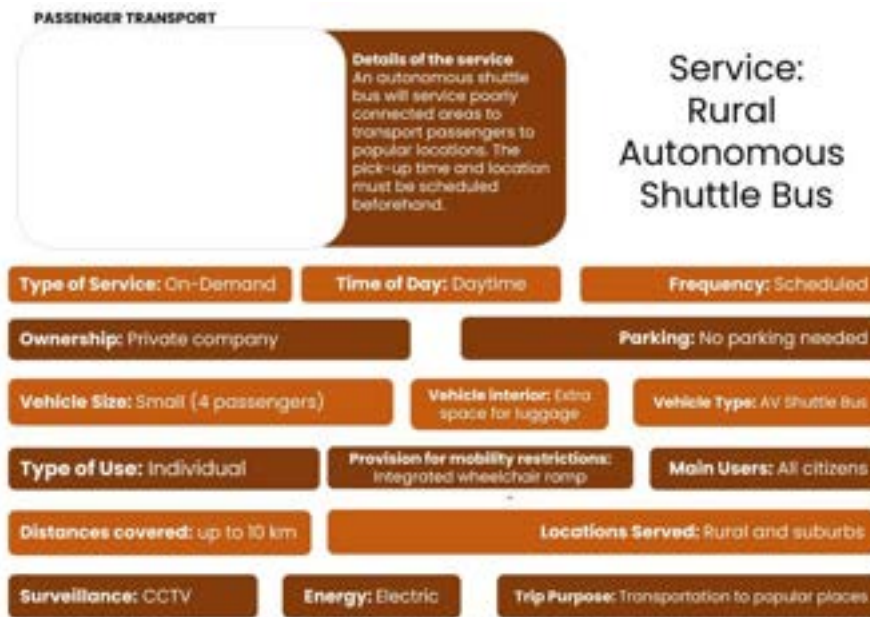 PASSENGER TRANSPORT
Details of the service
An autonomous shuttle
bus will service poorly
connected areas to
transport passengers to
popular locations. The
pick-up time and location
must be scheduled
beforehand.
Service:
Rural
Autonomous
Shuttle Bus
Type of Service: On-Demand
Time of Day: Daytime
Frequency: Scheduled
Ownership: Private company
Parking: No parking needed
Vehicle Size: Small (4 passengers)
Vehicle Interior: Extra
space for luggage
Vehicle Type: AV Shuttle Bus
Type of Use: Individual
Provision for mobility restrictions:
Integrated wheelchair ramp
Main Users: All citizens
Distances covered: up to 10 km
Locations Served: Rural and suburbs
Surveillance: CCTV
Energy: Electric
Trip Purpose: Transportation to popular places